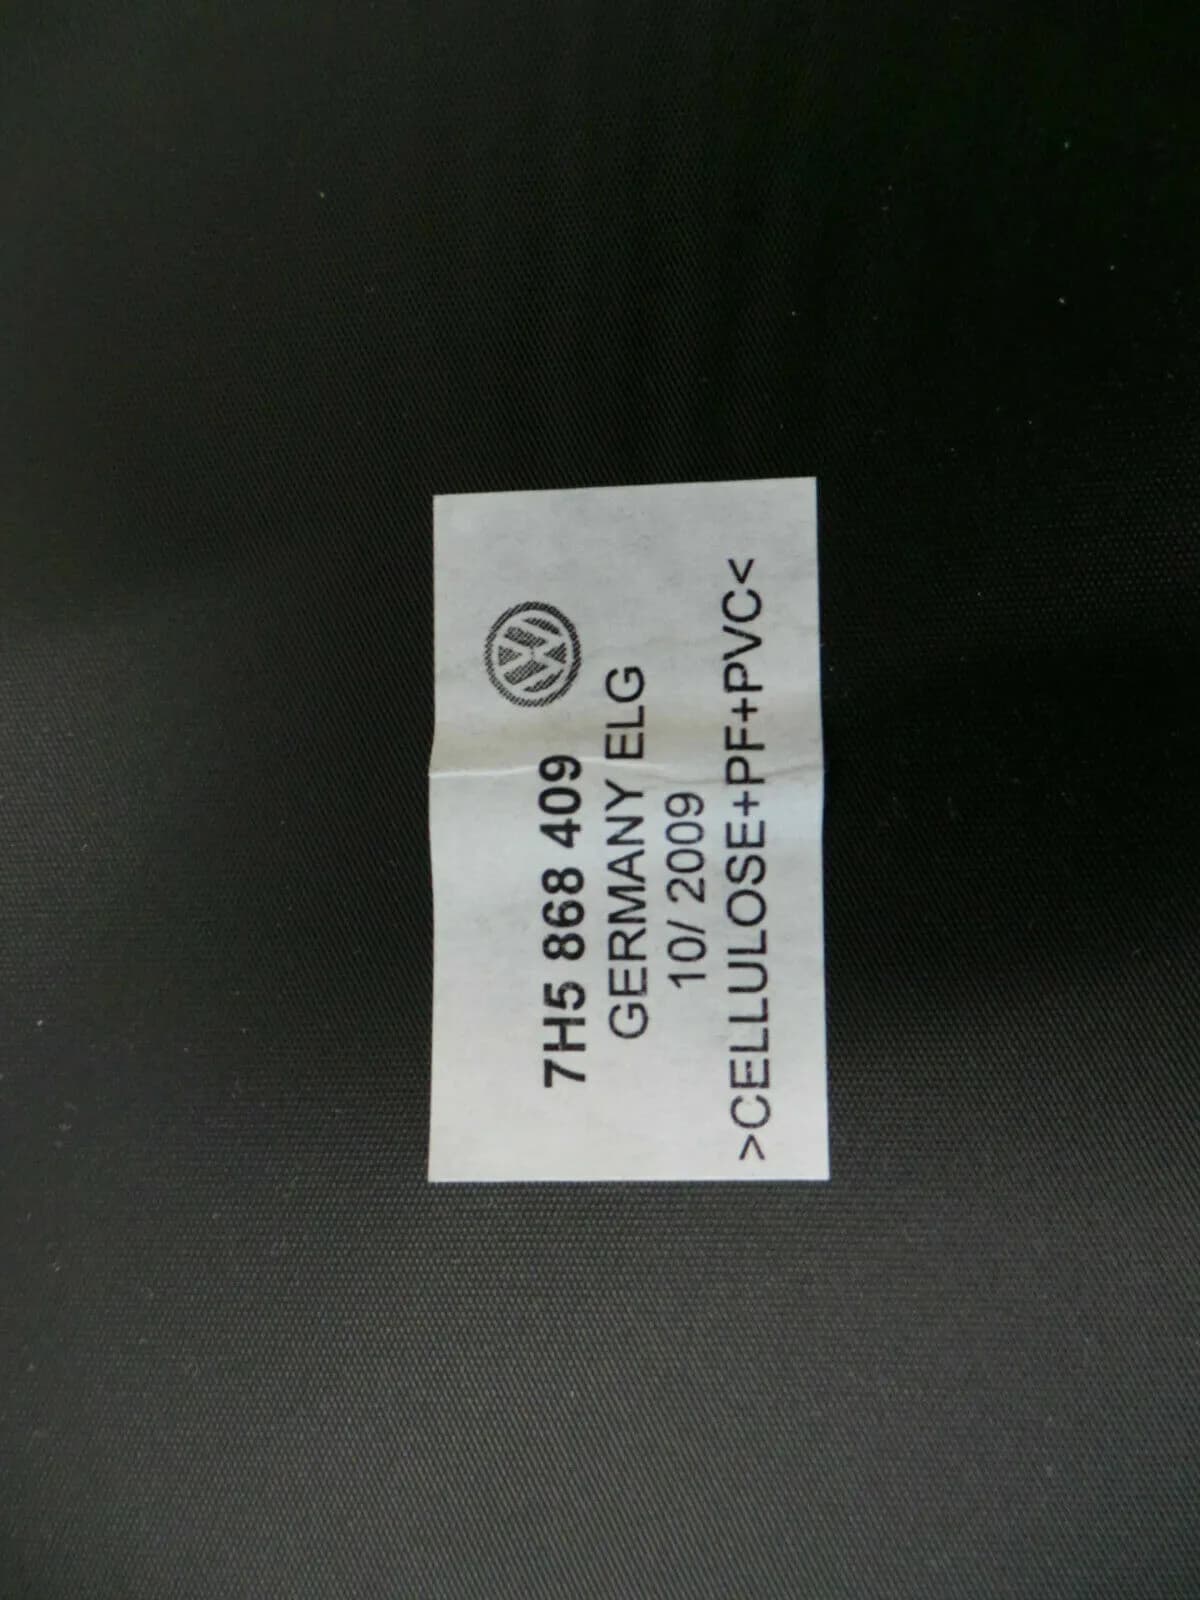 7H5 868 409
GERMANY ELG
10/ 2009
>CELLULOSE+PF+PVC<